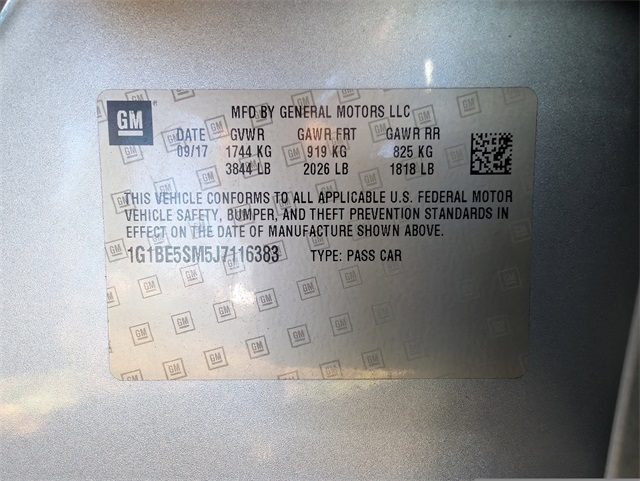 GM
MFD BY GENERAL MOTORS LLC
DATE GVWR GAWR FRT GAWR RR
09/17 1744 KG 919 KG 825 KG
3844 LB 2026 LB 1818 LB
THIS VEHICLE CONFORMS TO ALL APPLICABLE U.S. FEDERAL MOTOR
VEHICLE SAFETY, BUMPER, AND THEFT PREVENTION STANDARDS IN
EFFECT ON THE DATE OF MANUFACTURE SHOWN ABOVE.
1G1BE5SM5J7116383 TYPE: PASS CAR